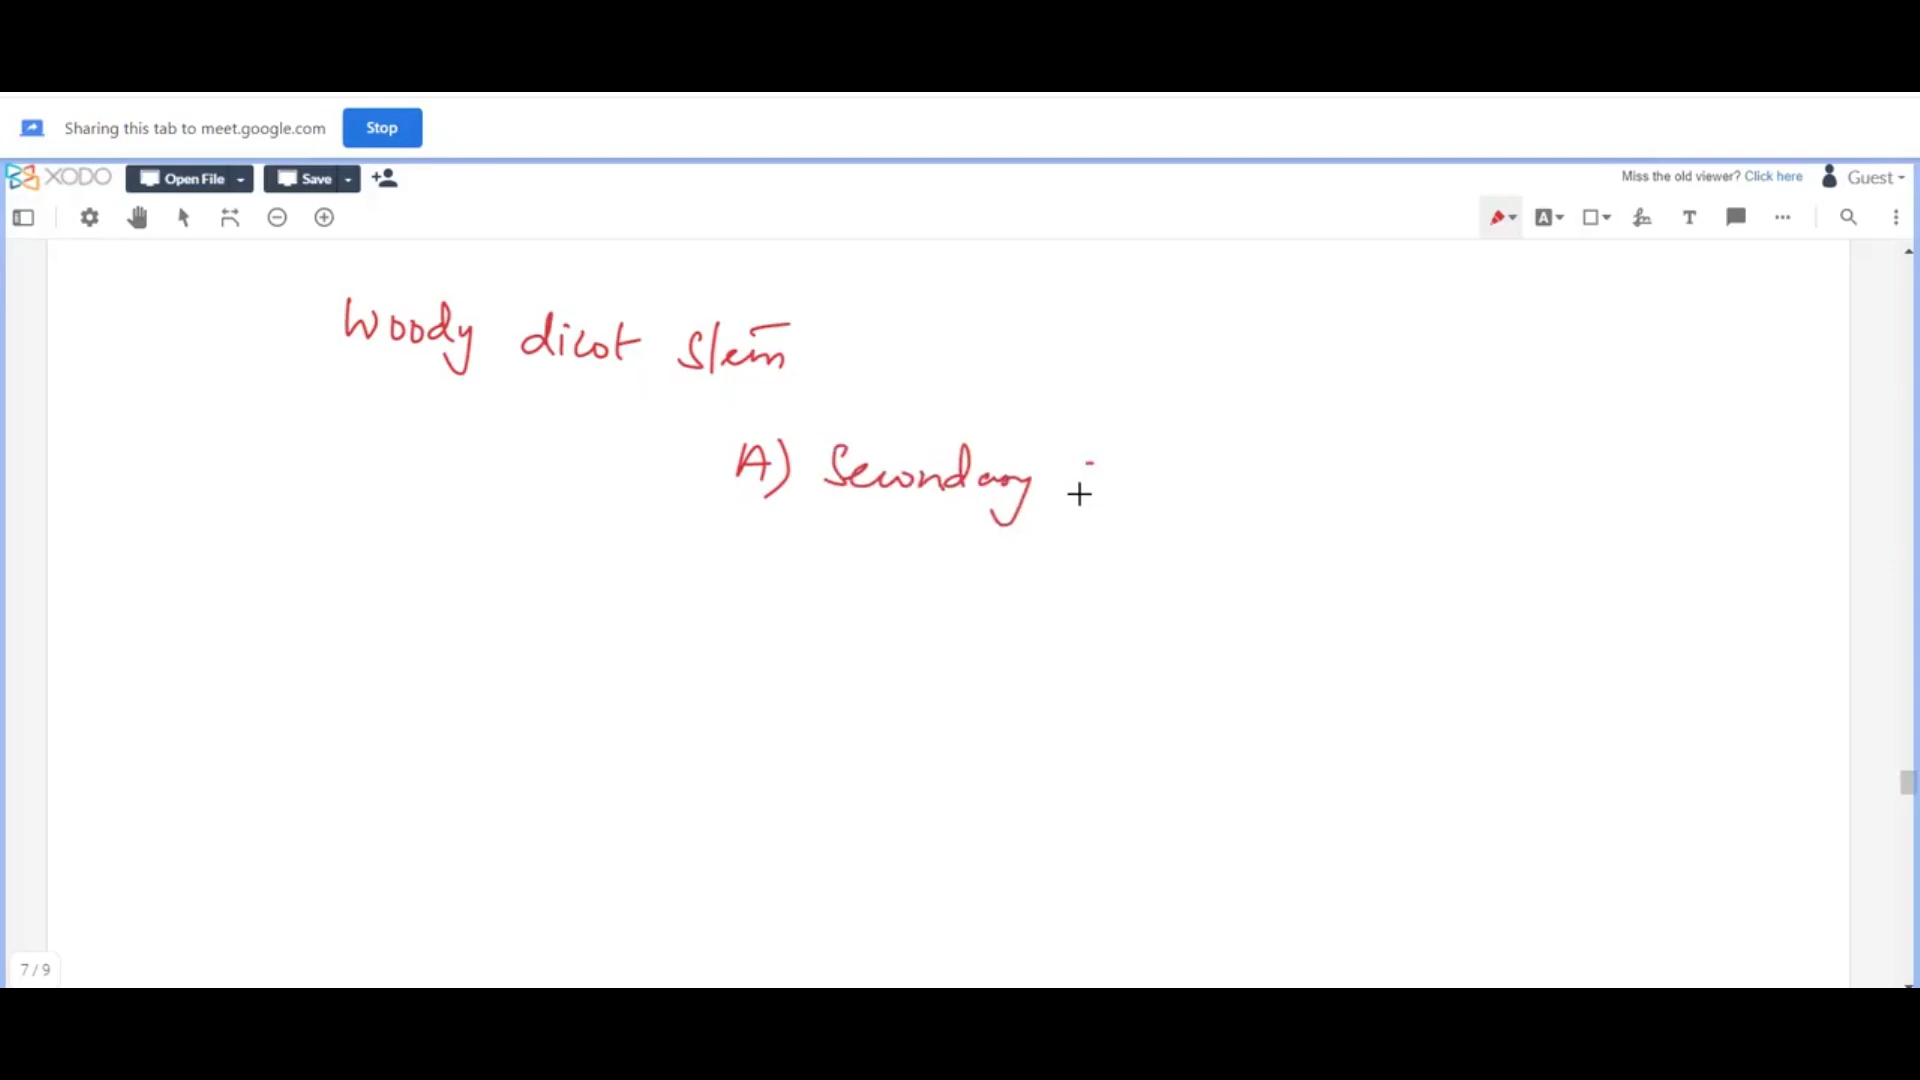 Sharing this tab to meet.google.com Stop
XODO Open File Save Miss the old viewer? Click here Guest
Woody dicot Stem
A) Secondary
7 / 9